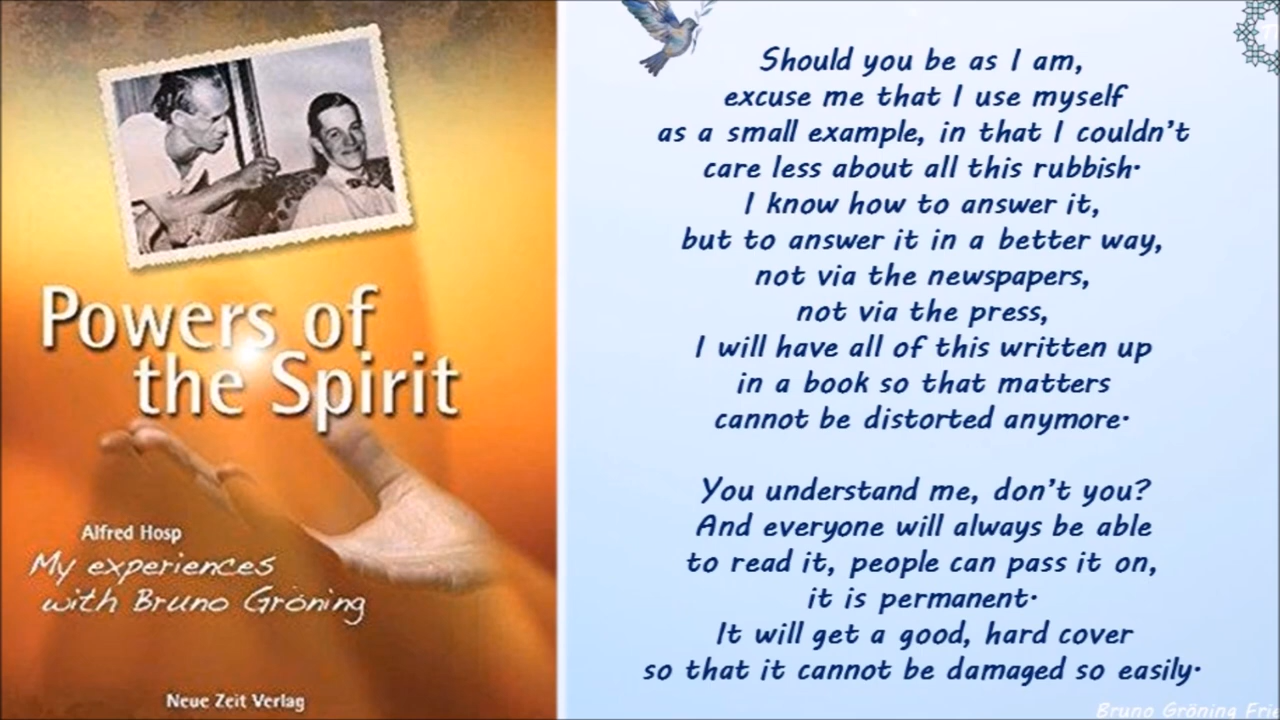 Powers of
the Spirit
Alfred Hosp
My experiences
with Bruno Gröning
Neue Zeit Verlag
Should you be as I am,
excuse me that I use myself
as a small example, in that I couldn't
care less about all this rubbish.
I know how to answer it,
but to answer it in a better way,
not via the newspapers,
not via the press,
I will have all of this written up
in a book so that matters
cannot be distorted anymore.
You understand me, don't you?
And everyone will always be able
to read it, people can pass it on,
it is permanent.
It will get a good, hard cover
so that it cannot be damaged so easily.
Bruno Gröning